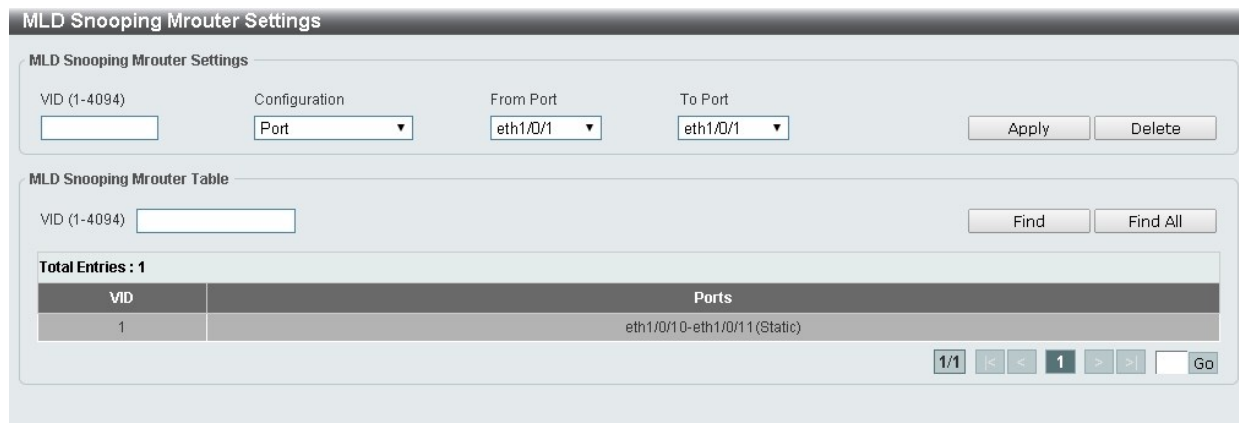 MLD Snooping Mrouter Settings
MLD Snooping Mrouter Settings
VID (1-4094) Configuration From Port To Port
Port eth1/0/1 eth1/0/1 Apply Delete
MLD Snooping Mrouter Table
VID (1-4094) Find Find All
Total Entries : 1
VID Ports
1 eth1/0/10-eth1/0/11(Static)
1/1 |< < 1 > >| Go